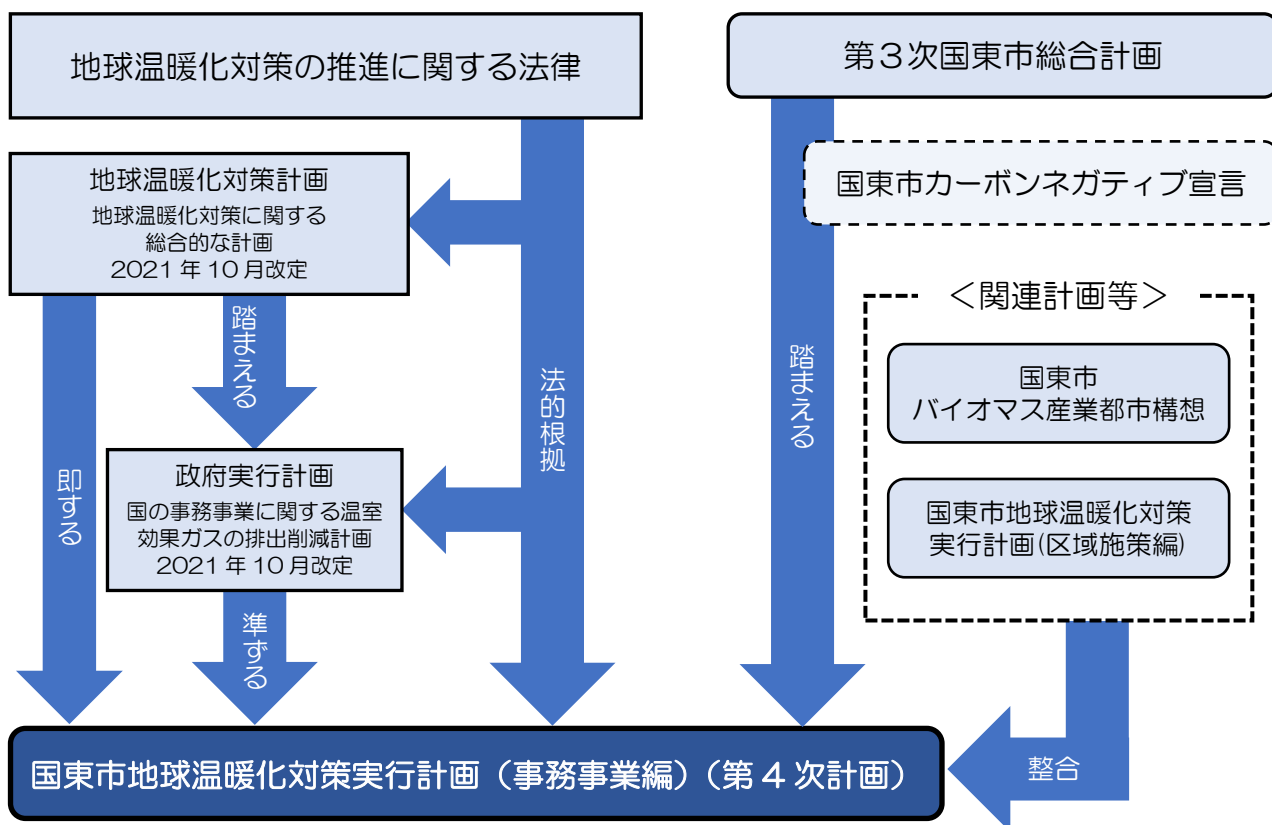 地球温暖化対策の推進に関する法律
第３次国東市総合計画
国東市カーボンネガティブ宣言
地球温暖化対策計画
地球温暖化対策に関する
総合的な計画
2021 年 10 月改定
＜関連計画等＞
踏まえる
法的根拠
踏まえる
国東市
バイオマス産業都市構想
政府実行計画
国の事務事業に関する温室
効果ガスの排出削減計画
2021 年 10 月改定
即する
国東市地球温暖化対策
実行計画(区域施策編)
準ずる
国東市地球温暖化対策実行計画（事務事業編）（第 4 次計画）
整合